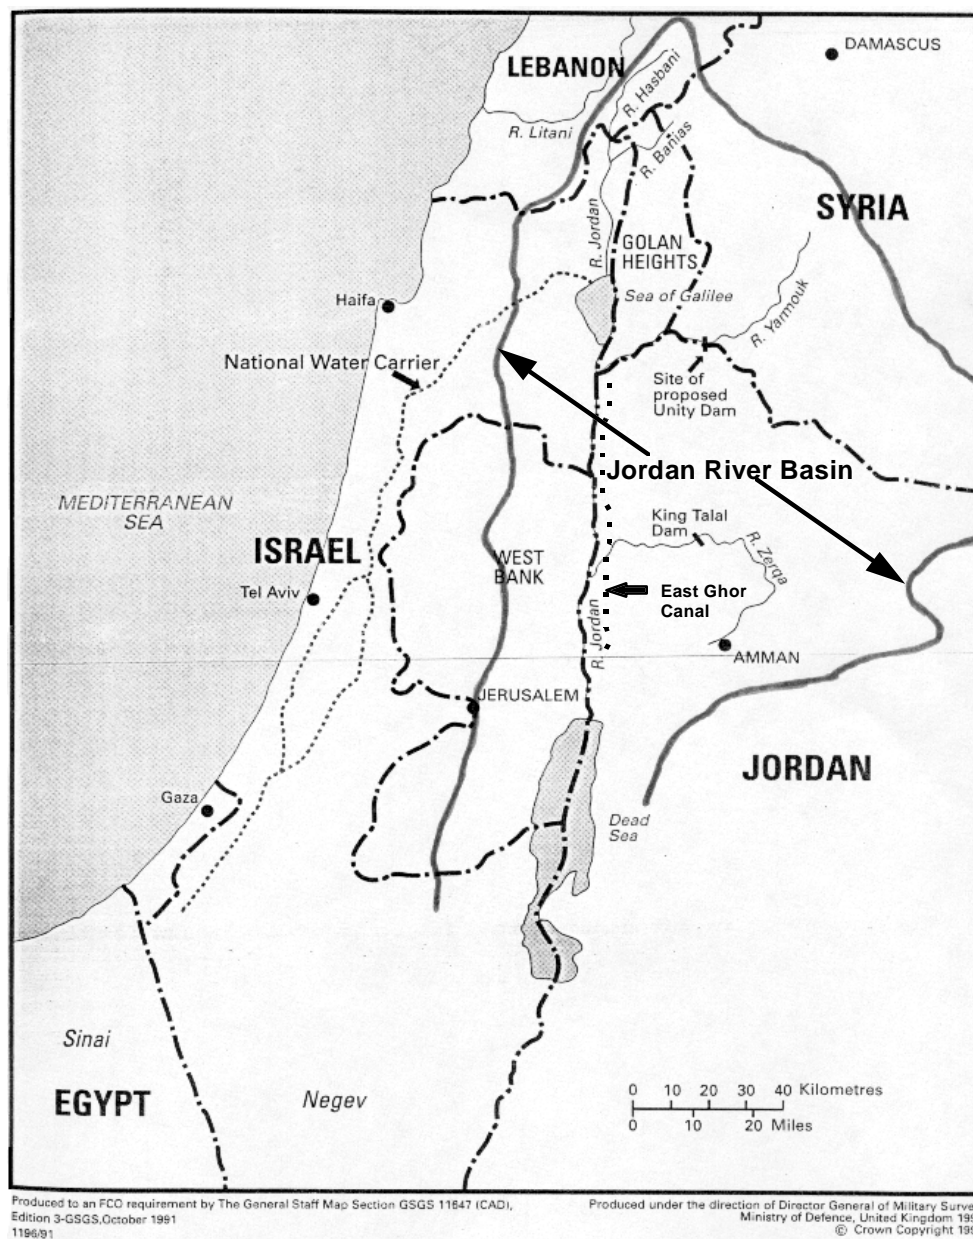 DAMASCUS
LEBANON
R. Hasbani
R. Litani
R. Banias
SYRIA
R. Jordan
GOLAN
HEIGHTS
Sea of Galilee
Haifa
R. Yarmouk
National Water Carrier
Site of
proposed
Unity Dam
Jordan River Basin
MEDITERRANEAN
SEA
King Talal
Dam
R. Zerqa
ISRAEL
WEST
BANK
Tel Aviv
East Ghor
Canal
R. Jordan
AMMAN
JERUSALEM
JORDAN
Gaza
Dead
Sea
Sinai
EGYPT
Negev
0 10 20 30 40 Kilometres
0 10 20 Miles
Produced to an FCO requirement by The General Staff Map Section GSGS 11647 (CAD),
Edition 3-GSGS,October 1991
1196/91
Produced under the direction of Director General of Military
Ministry of Defence, United Kingdom
© Crown Copyright